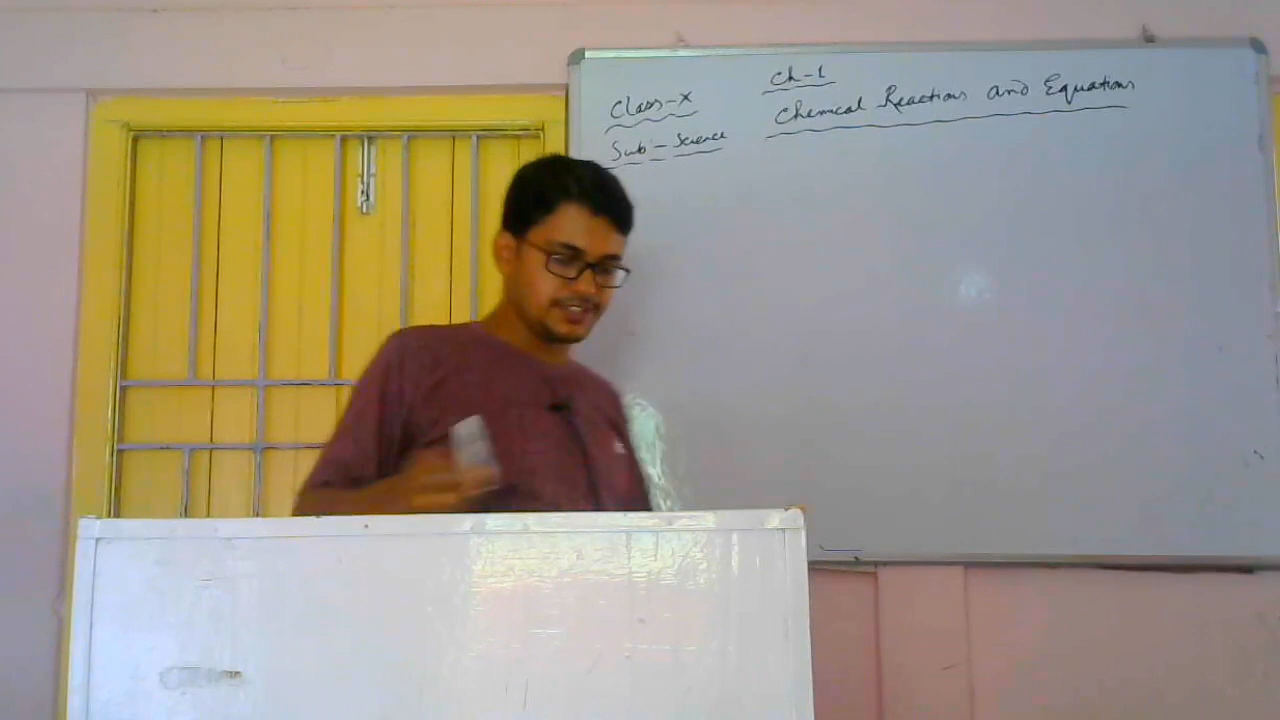 Ch-1
Class-X
Chemical Reactions and Equations
Sub:- Science